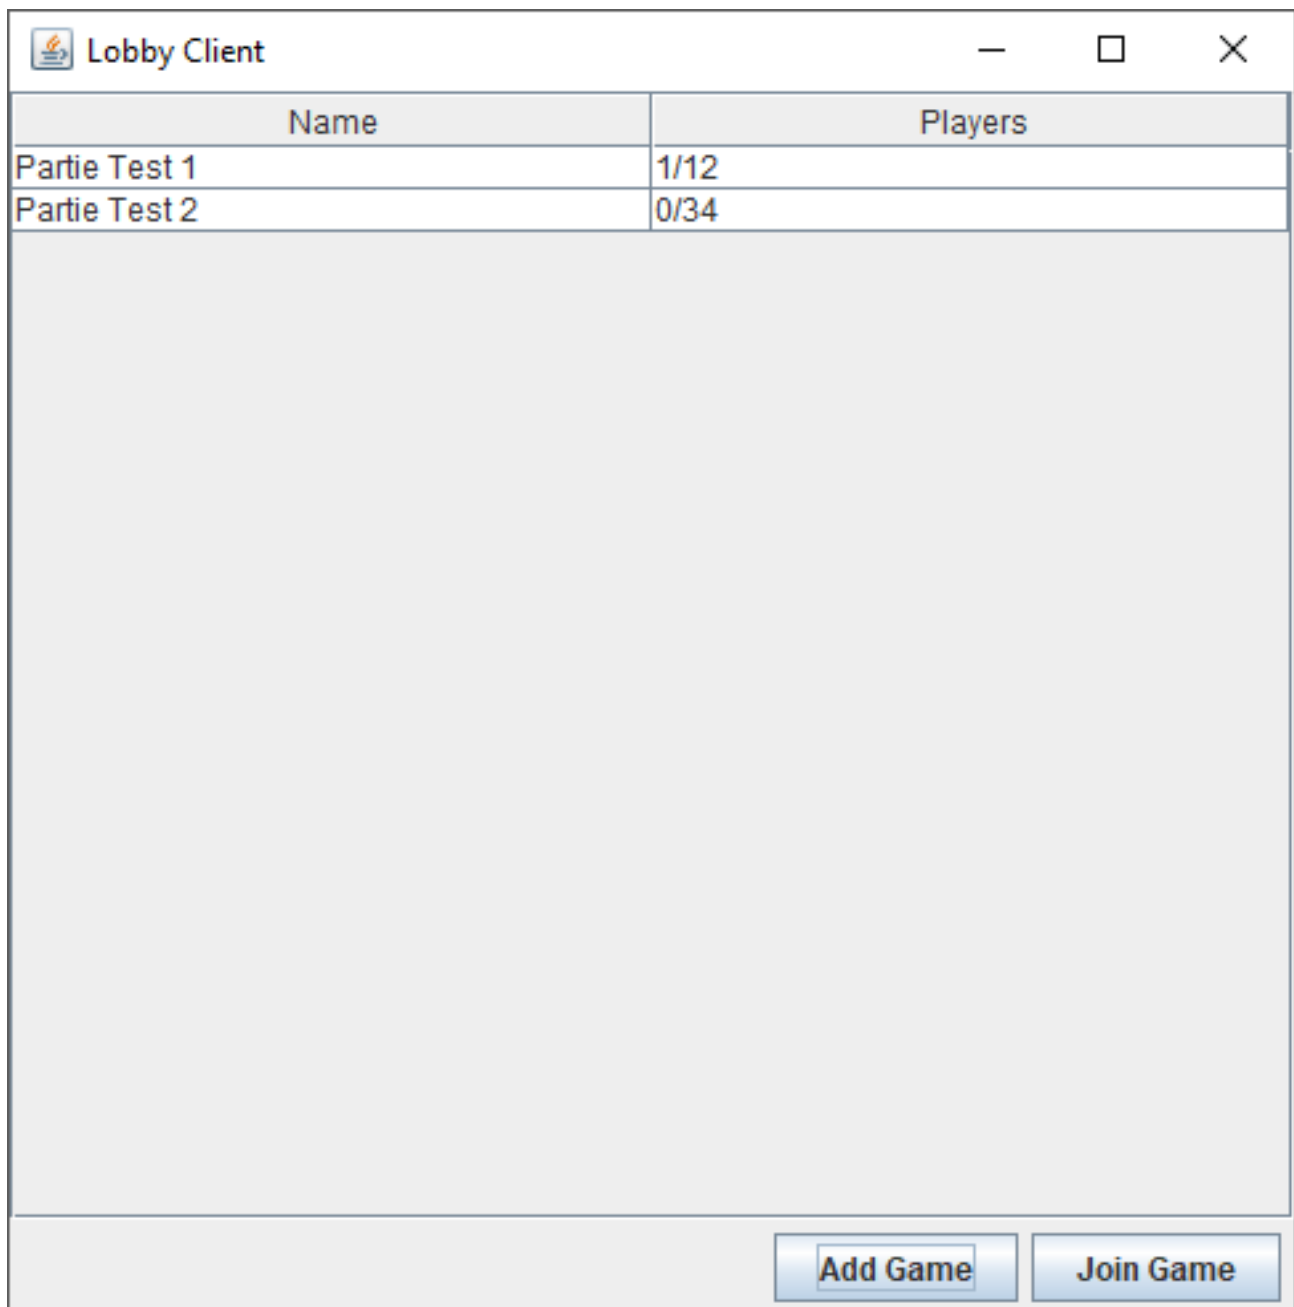 Lobby Client
Name Players
Partie Test 1 1/12
Partie Test 2 0/34
Add Game Join Game